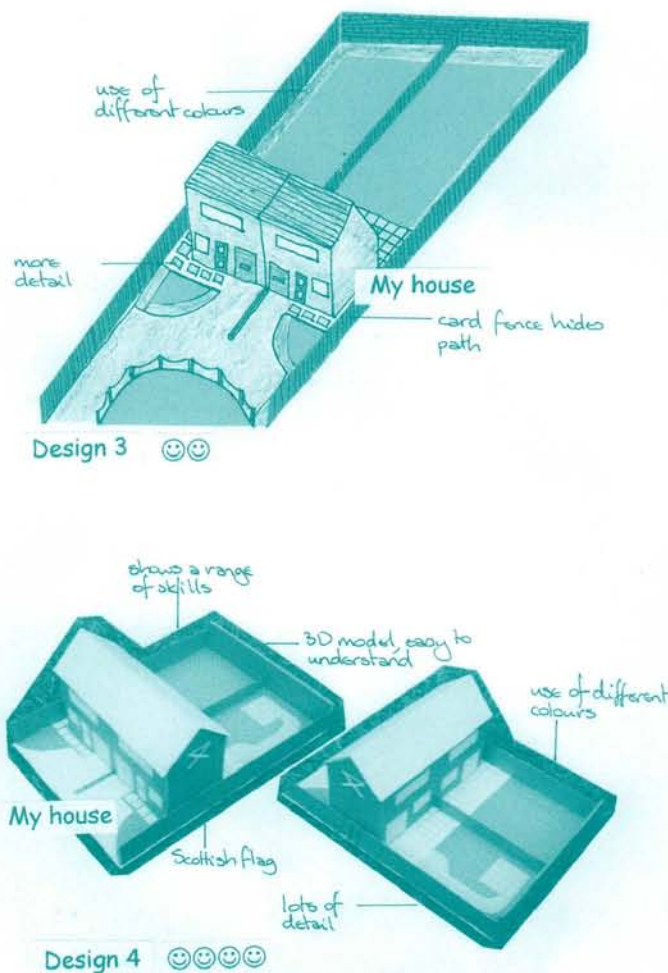 use of
different colours
more
detail
My house
card fence hides
path
Design 3
shows a range
of skills
3D model, easy to
understand
use of different
colours
My house
Scottish flag
lots of
detail
Design 4